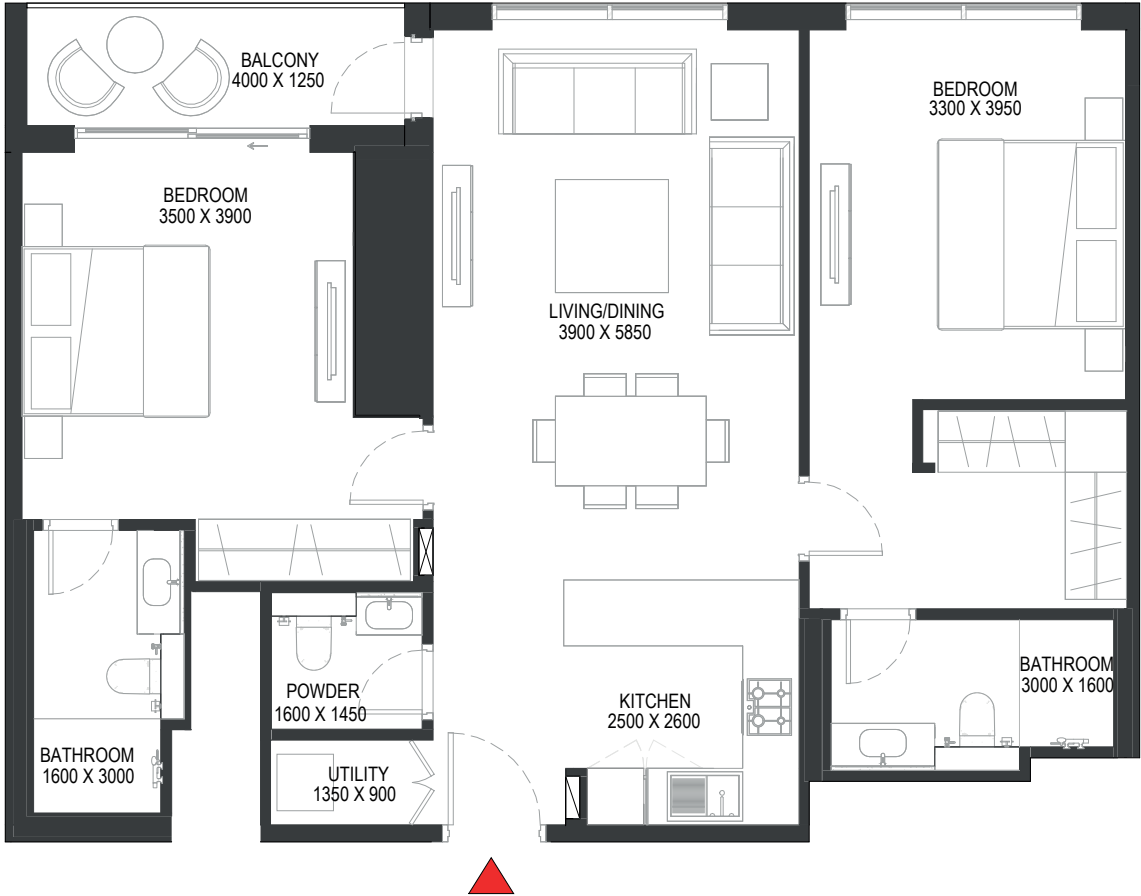 BALCONY
4000 X 1250
BEDROOM
3300 X 3950
BEDROOM
3500 X 3900
LIVING/DINING
3900 X 5850
BATHROOM
3000 X 1600
POWDER
1600 X 1450
KITCHEN
2500 X 2600
BATHROOM
1600 X 3000
UTILITY
1350 X 900